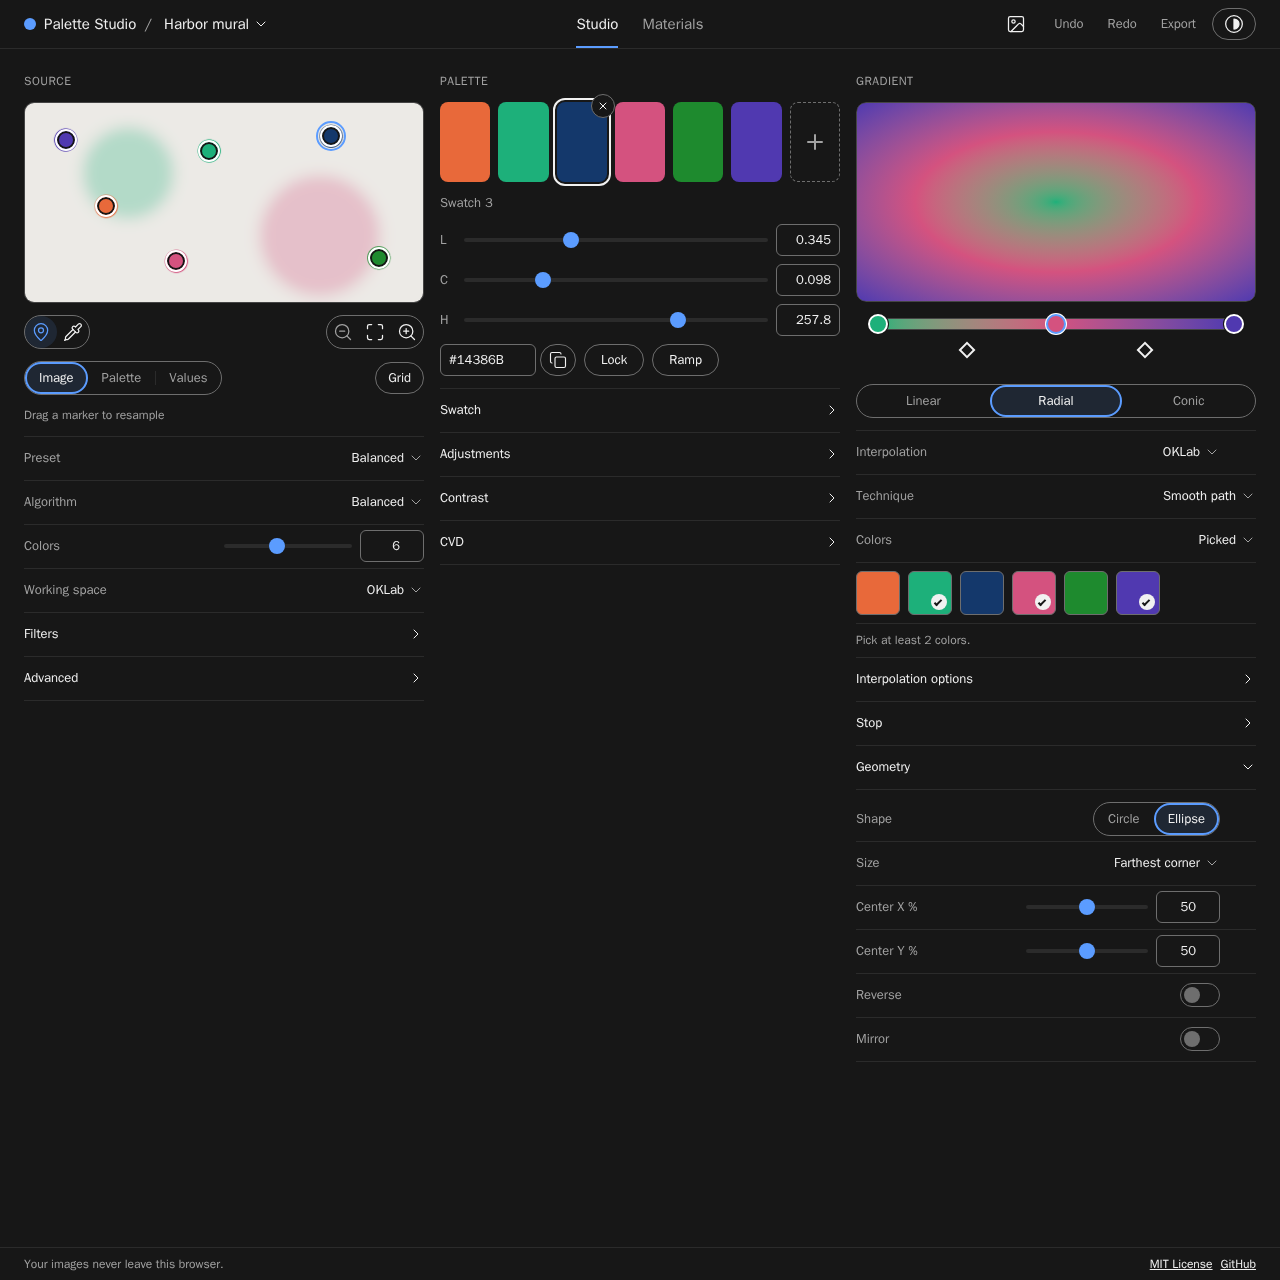 Palette Studio / Harbor mural
Studio Materials
Undo Redo Export
SOURCE
Image Palette Values Grid
Drag a marker to resample
Preset Balanced
Algorithm Balanced
Colors 6
Working space OKLab
Filters
Advanced
PALETTE
Swatch 3
L 0.345
C 0.098
H 257.8
#14386B Lock Ramp
Swatch
Adjustments
Contrast
CVD
GRADIENT
Linear Radial Conic
Interpolation OKLab
Technique Smooth path
Colors Picked
Pick at least 2 colors.
Interpolation options
Stop
Geometry
Shape Circle Ellipse
Size Farthest corner
Center X % 50
Center Y % 50
Reverse
Mirror
Your images never leave this browser.
MIT License GitHub